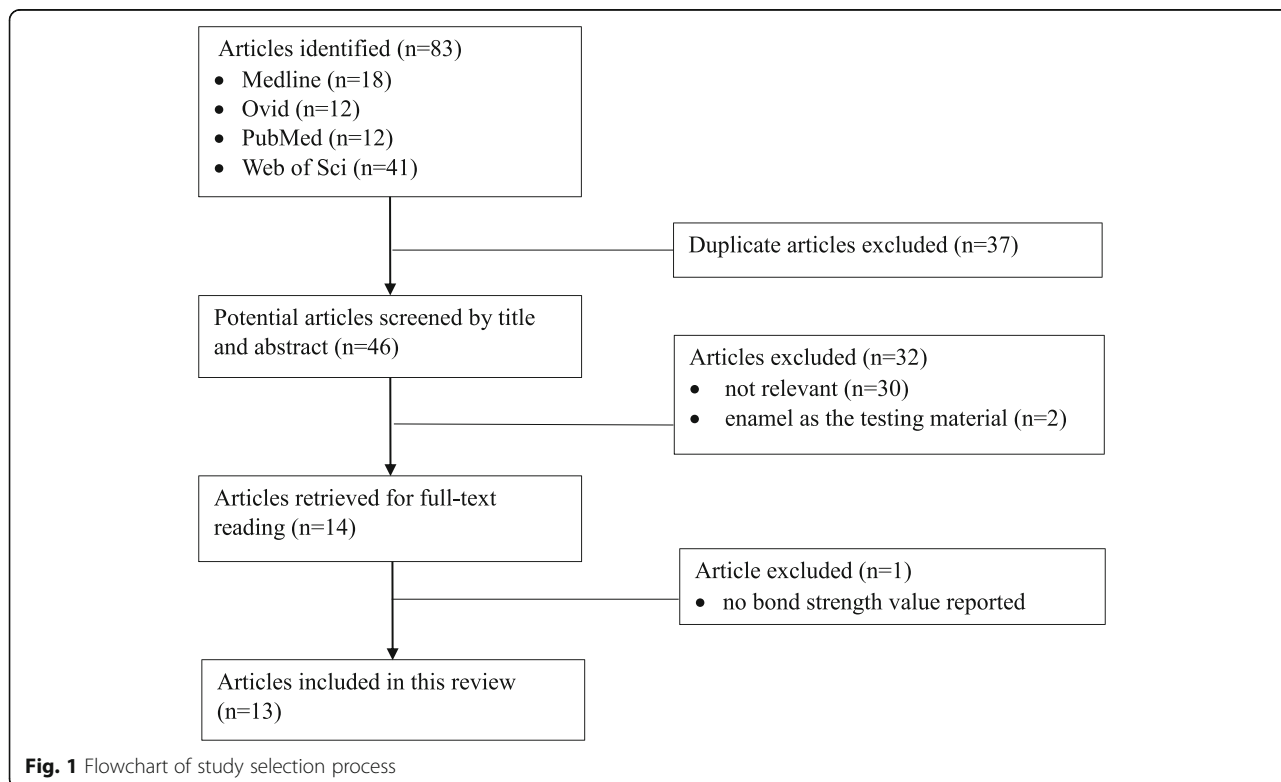 Articles identified (n=83)
• Medline (n=18)
• Ovid (n=12)
• PubMed (n=12)
• Web of Sci (n=41)
Duplicate articles excluded (n=37)
Potential articles screened by title
and abstract (n=46)
Articles excluded (n=32)
• not relevant (n=30)
• enamel as the testing material (n=2)
Articles retrieved for full-text
reading (n=14)
Article excluded (n=1)
• no bond strength value reported
Articles included in this review
(n=13)
Fig. 1 Flowchart of study selection process